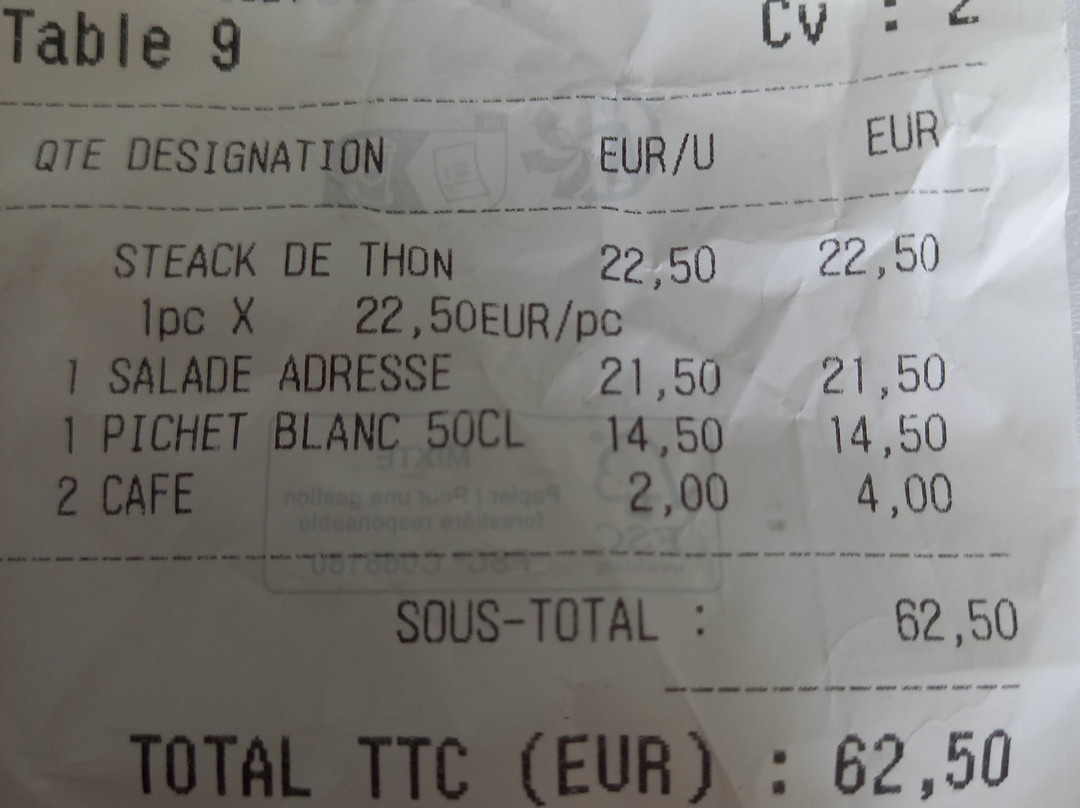 Table 9 Cv : 2
QTE DESIGNATION EUR/U EUR
STEACK DE THON 22,50 22,50
1pc X 22,50EUR/pc
1 SALADE ADRESSE 21,50 21,50
1 PICHET BLANC 50CL 14,50 14,50
2 CAFE 2,00 4,00
SOUS-TOTAL : 62,50
TOTAL TTC (EUR) : 62,50